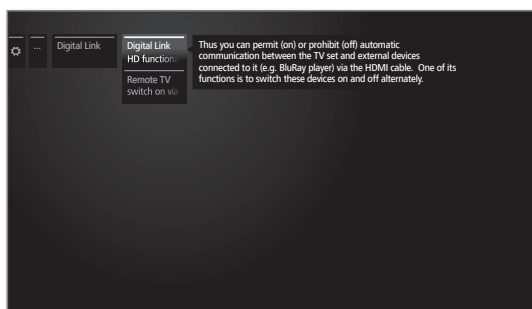 ...
Digital Link
Digital Link
HD functiona
Remote TV
switch on via
Thus you can permit (on) or prohibit (off) automatic
communication between the TV set and external devices
connected to it (e.g. BluRay player) via the HDMI cable. One of its
functions is to switch these devices on and off alternately.